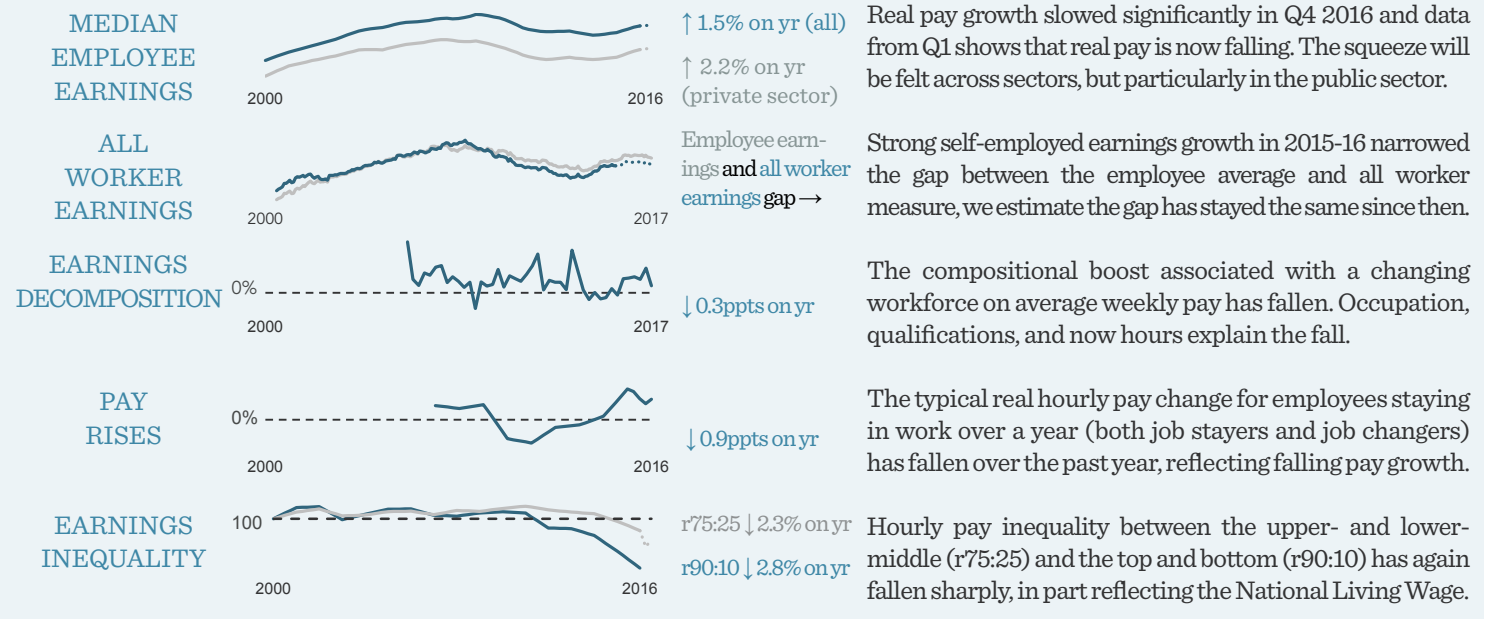 MEDIAN
EMPLOYEE
EARNINGS
2000
2016
↑ 1.5% on yr (all)
↑ 2.2% on yr
(private sector)
Real pay growth slowed significantly in Q4 2016 and data
from Q1 shows that real pay is now falling. The squeeze will
be felt across sectors, but particularly in the public sector.
ALL
WORKER
EARNINGS
2000
2017
Employee earn-
ings and all worker
earnings gap →
Strong self-employed earnings growth in 2015-16 narrowed
the gap between the employee average and all worker
measure, we estimate the gap has stayed the same since then.
EARNINGS
DECOMPOSITION
0%
2000
2017
↓ 0.3ppts on yr
The compositional boost associated with a changing
workforce on average weekly pay has fallen. Occupation,
qualifications, and now hours explain the fall.
PAY
RISES
0%
2000
2016
↓ 0.9ppts on yr
The typical real hourly pay change for employees staying
in work over a year (both job stayers and job changers)
has fallen over the past year, reflecting falling pay growth.
EARNINGS
INEQUALITY
100
2000
2016
r75:25 ↓ 2.3% on yr
r90:10 ↓ 2.8% on yr
Hourly pay inequality between the upper- and lower-
middle (r75:25) and the top and bottom (r90:10) has again
fallen sharply, in part reflecting the National Living Wage.